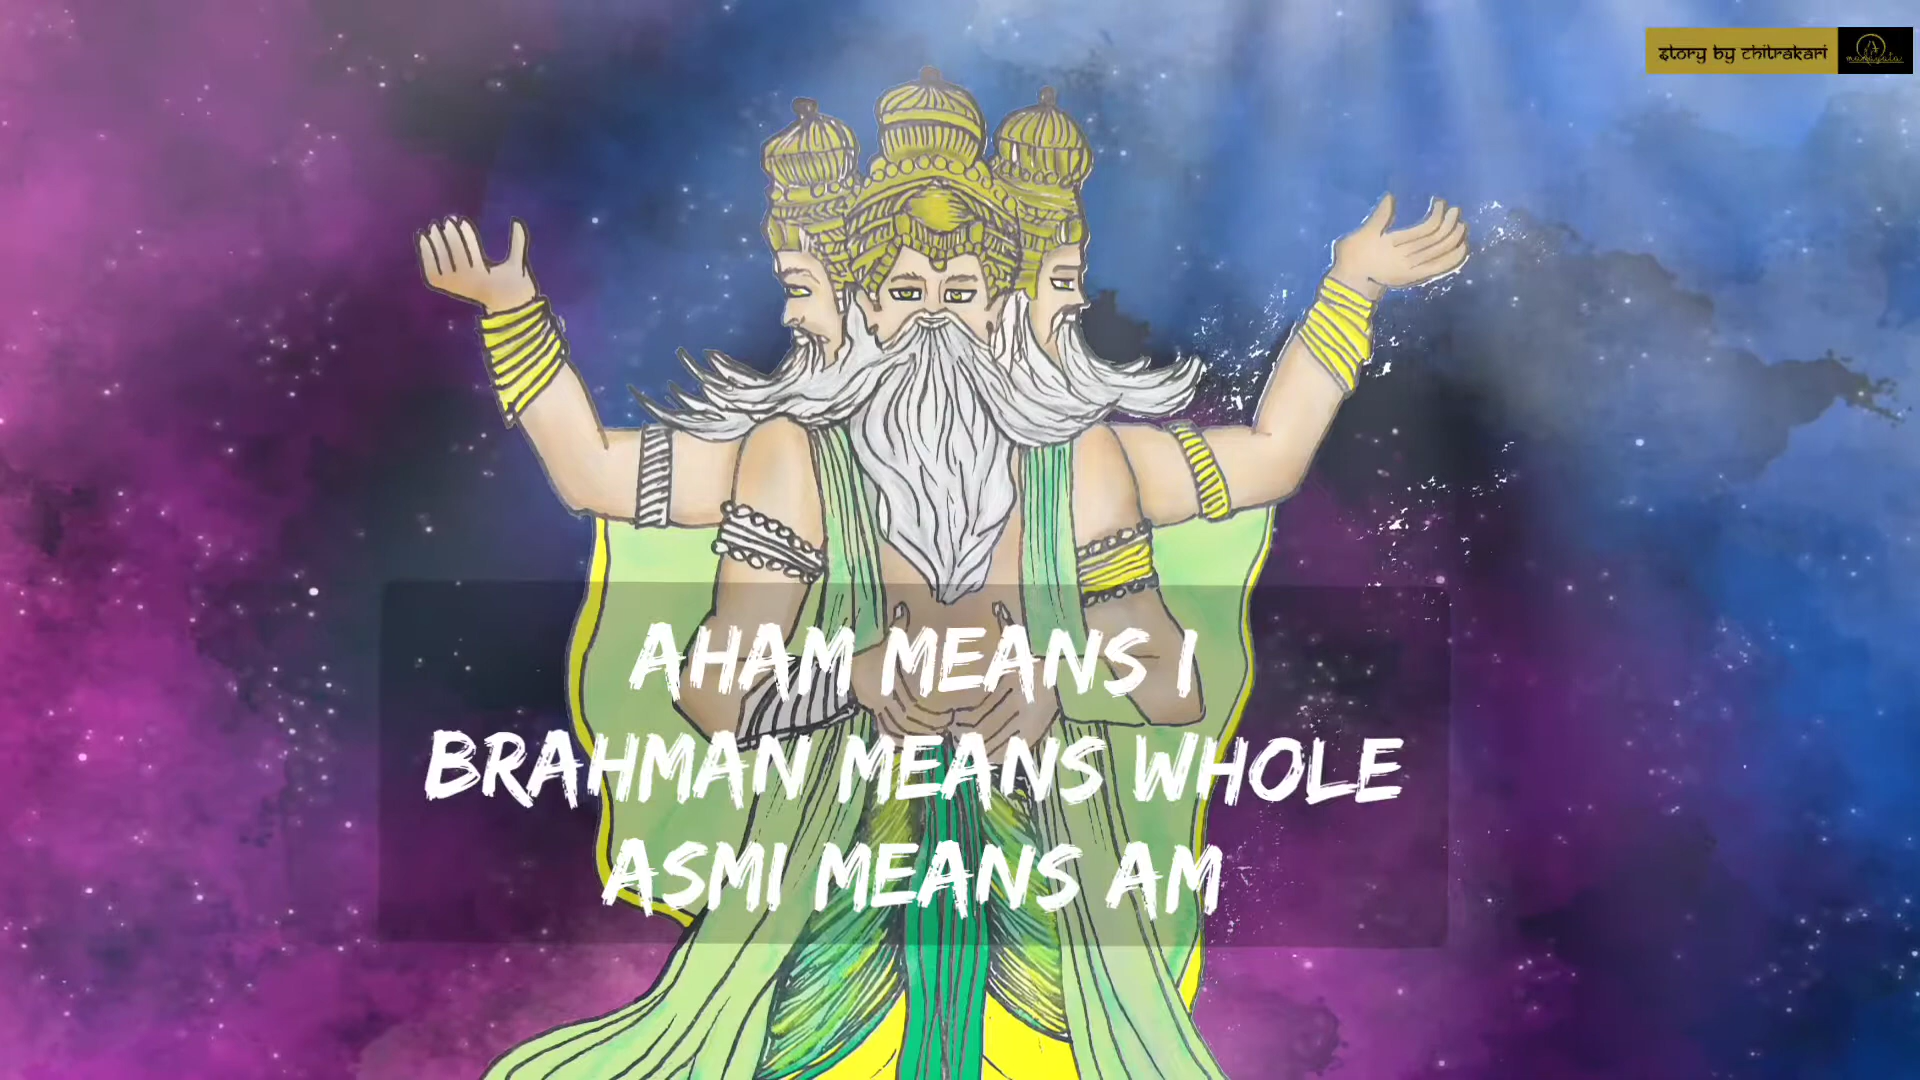 story by chitrakari
AHAM MEANS I
BRAHMAN MEANS WHOLE
ASMI MEANS AM